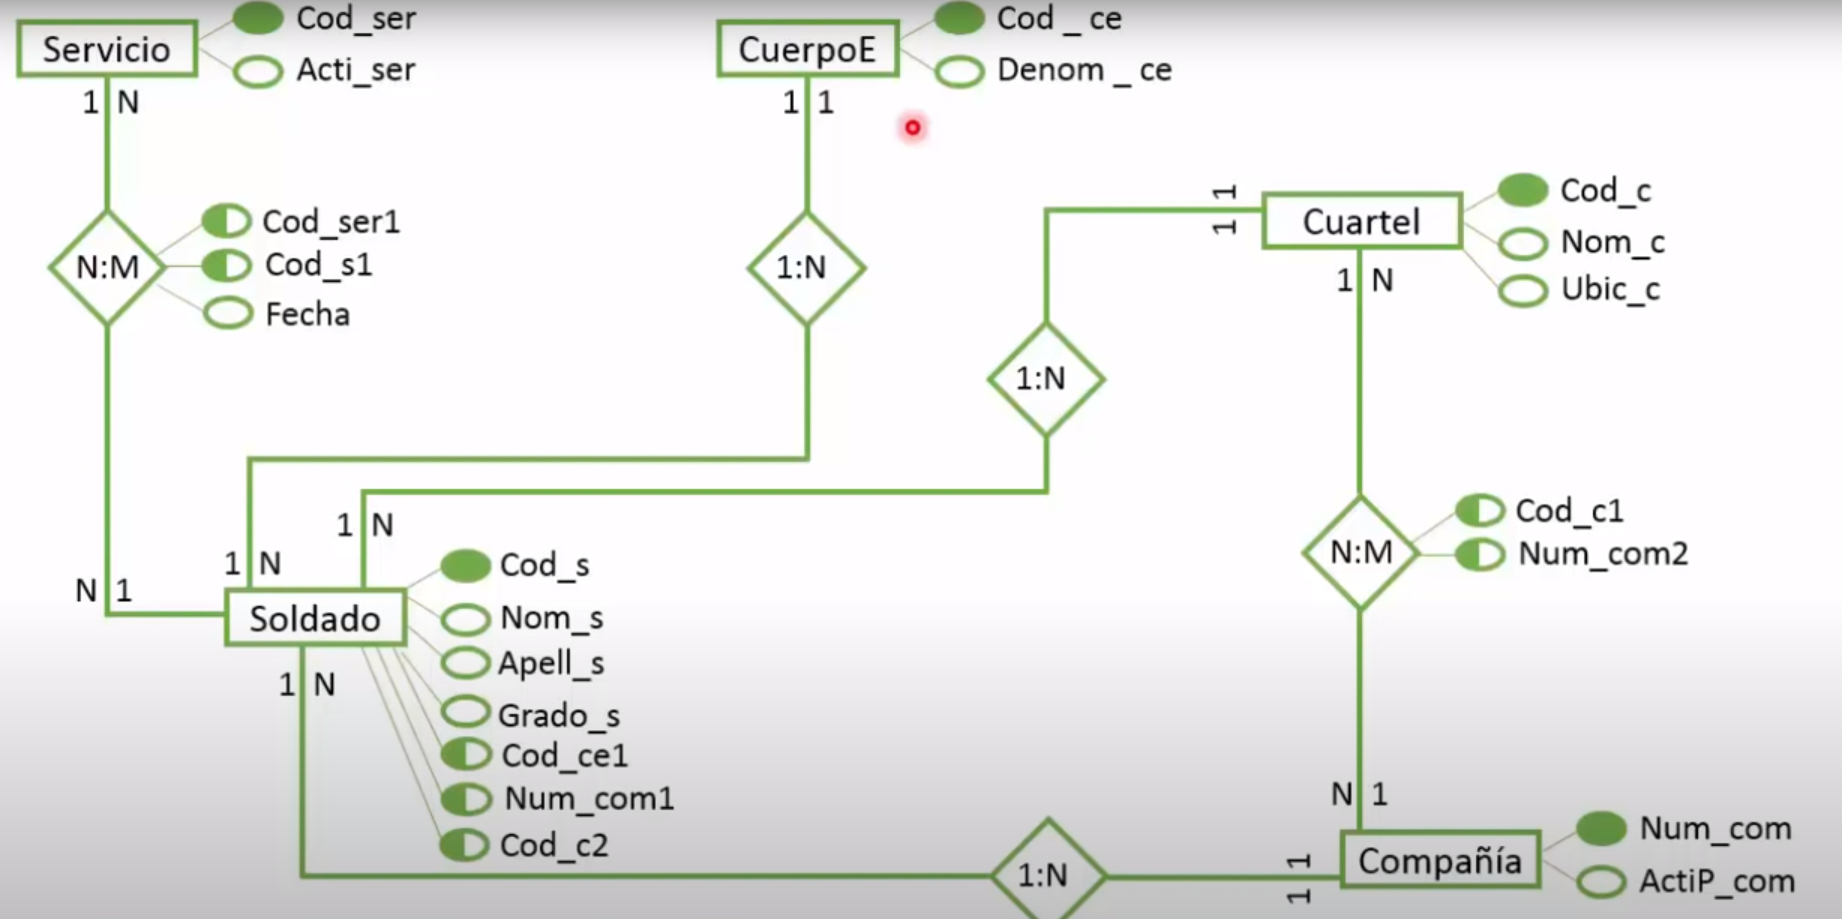 Servicio
Cod_ser
Acti_ser
1 N
CuerpoE
Cod _ ce
Denom _ ce
1 1
N:M
Cod_ser1
Cod_s1
Fecha
1:N
1
1
Cuartel
Cod_c
Nom_c
Ubic_c
1 N
1:N
1 N
1 N
N 1
Soldado
Cod_s
Nom_s
Apell_s
Grado_s
Cod_ce1
Num_com1
Cod_c2
1 N
N:M
Cod_c1
Num_com2
N 1
1:N
1
1
Compañía
Num_com
ActiP_com